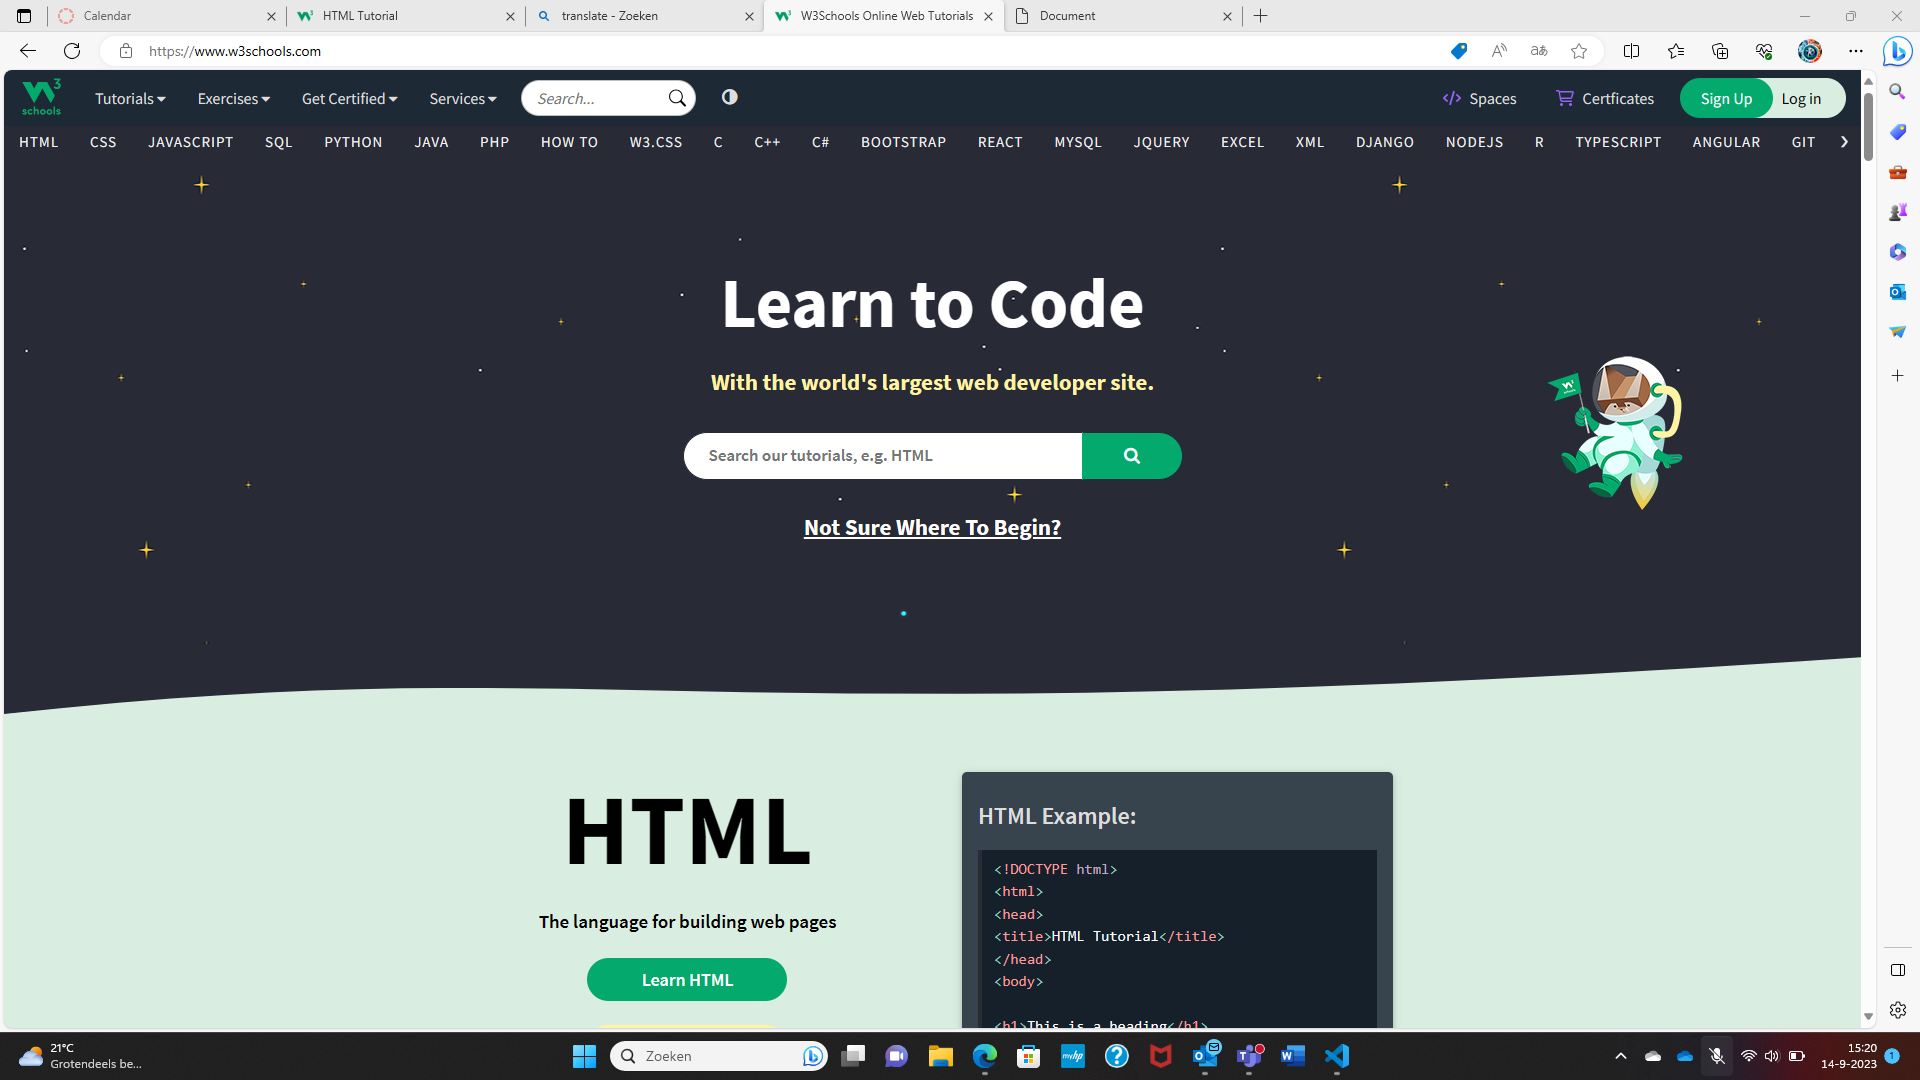 Calendar
HTML Tutorial
translate - Zoeken
W3Schools Online Web Tutorials
Document
https://www.w3schools.com
W3 schools
Tutorials
Exercises
Get Certified
Services
Search...
Spaces
Certficates
Sign Up
Log in
HTML CSS JAVASCRIPT SQL PYTHON JAVA PHP HOW TO W3.CSS C C++ C# BOOTSTRAP REACT MYSQL JQUERY EXCEL XML DJANGO NODEJS R TYPESCRIPT ANGULAR GIT
Learn to Code
With the world's largest web developer site.
Search our tutorials, e.g. HTML
Not Sure Where To Begin?
HTML
The language for building web pages
Learn HTML
HTML Example:
<!DOCTYPE html>
<html>
<head>
<title>HTML Tutorial</title>
</head>
<body>
<h1>This is a heading</h1>
21°C
Grotendeels be...
Zoeken
myhp
15:20
14-9-2023
1